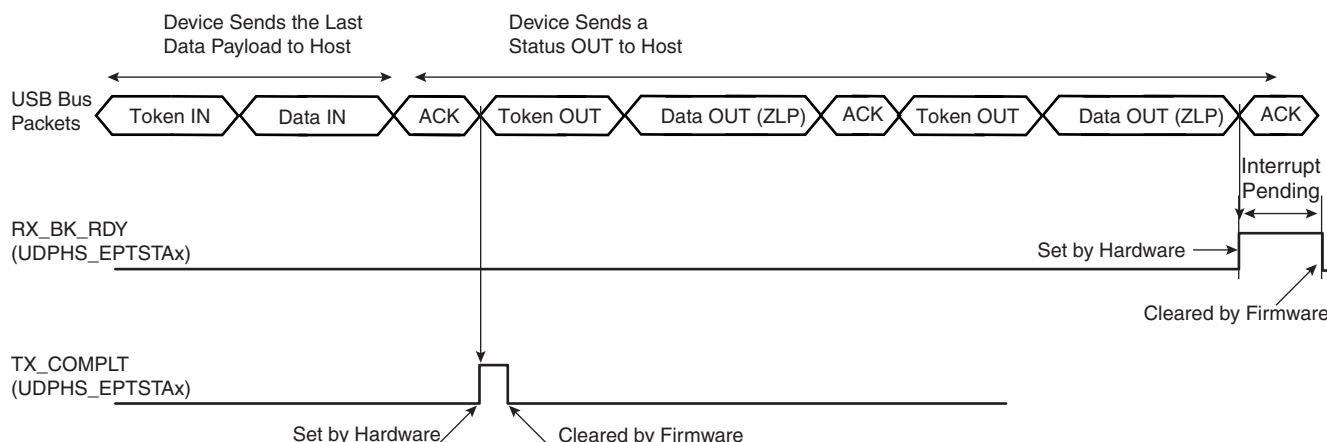 Device Sends the Last
Data Payload to Host
Device Sends a
Status OUT to Host
USB Bus
Packets
Token IN
Data IN
ACK
Token OUT
Data OUT (ZLP)
ACK
Token OUT
Data OUT (ZLP)
ACK
Interrupt
Pending
RX_BK_RDY
(UDPHS_EPTSTAx)
Set by Hardware
Cleared by Firmware
TX_COMPLT
(UDPHS_EPTSTAx)
Set by Hardware
Cleared by Firmware